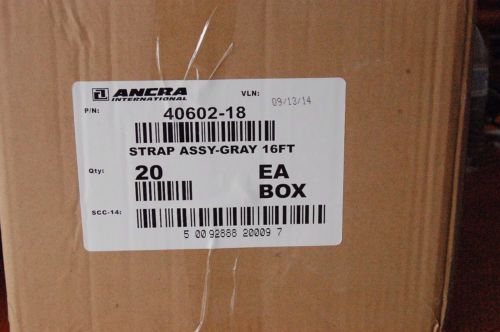 ANCRA
INTERNATIONAL
VLN: 09/13/14
P/N: 40602-18
STRAP ASSY-GRAY 16FT
Qty: 20 EA
BOX
SCC-14:
5 00 92668 20009 7